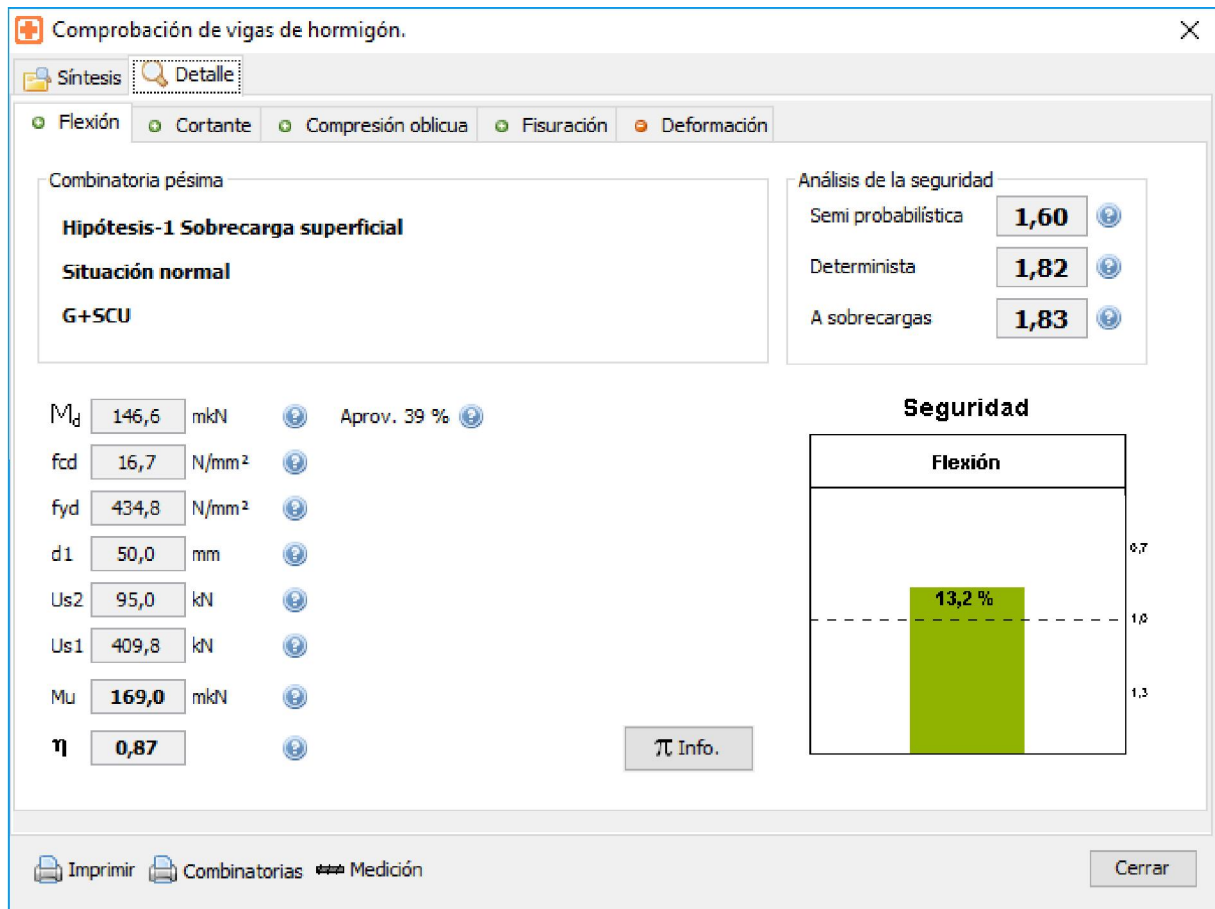 Comprobación de vigas de hormigón.
Síntesis Detalle
Flexión Cortante Compresión oblicua Fisuración Deformación
Combinatoria pésima
Hipótesis-1 Sobrecarga superficial
Situación normal
G+SCU
Análisis de la seguridad
Semi probabilística 1,60
Determinista 1,82
A sobrecargas 1,83
Md 146,6 mkN Aprov. 39 %
fcd 16,7 N/mm²
fyd 434,8 N/mm²
d1 50,0 mm
Us2 95,0 kN
Us1 409,8 kN
Mu 169,0 mkN
η 0,87
π Info.
Seguridad
Flexión
0,7
13,2 %
1,0
1,3
Imprimir Combinatorias Medición
Cerrar